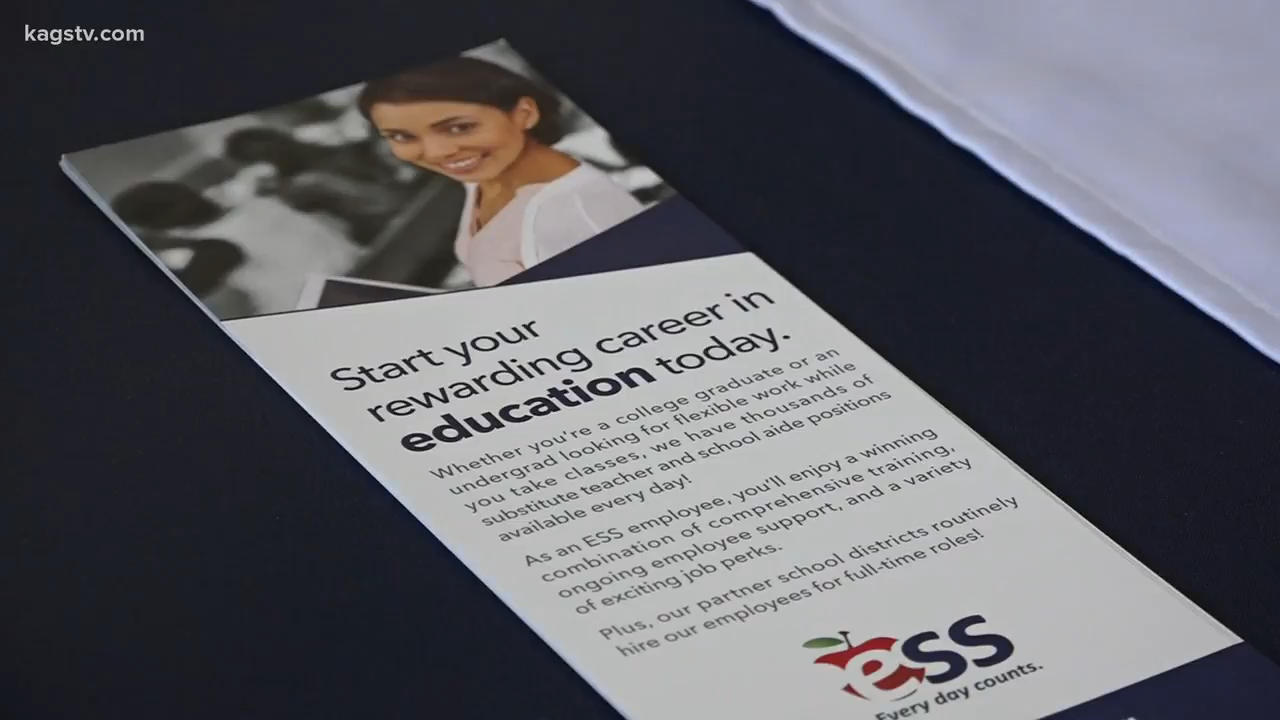 kagstv.com
Start your
rewarding career in
education today.
Whether you're a college graduate or an
undergrad looking for flexible work while
you take classes, we have thousands of
substitute teacher and school aide positions
available every day!
As an ESS employee, you'll enjoy a winning
combination of comprehensive training,
ongoing employee support, and a variety
of exciting job perks.
Plus, our partner school districts routinely
hire our employees for full-time roles!
ess
Every day counts.